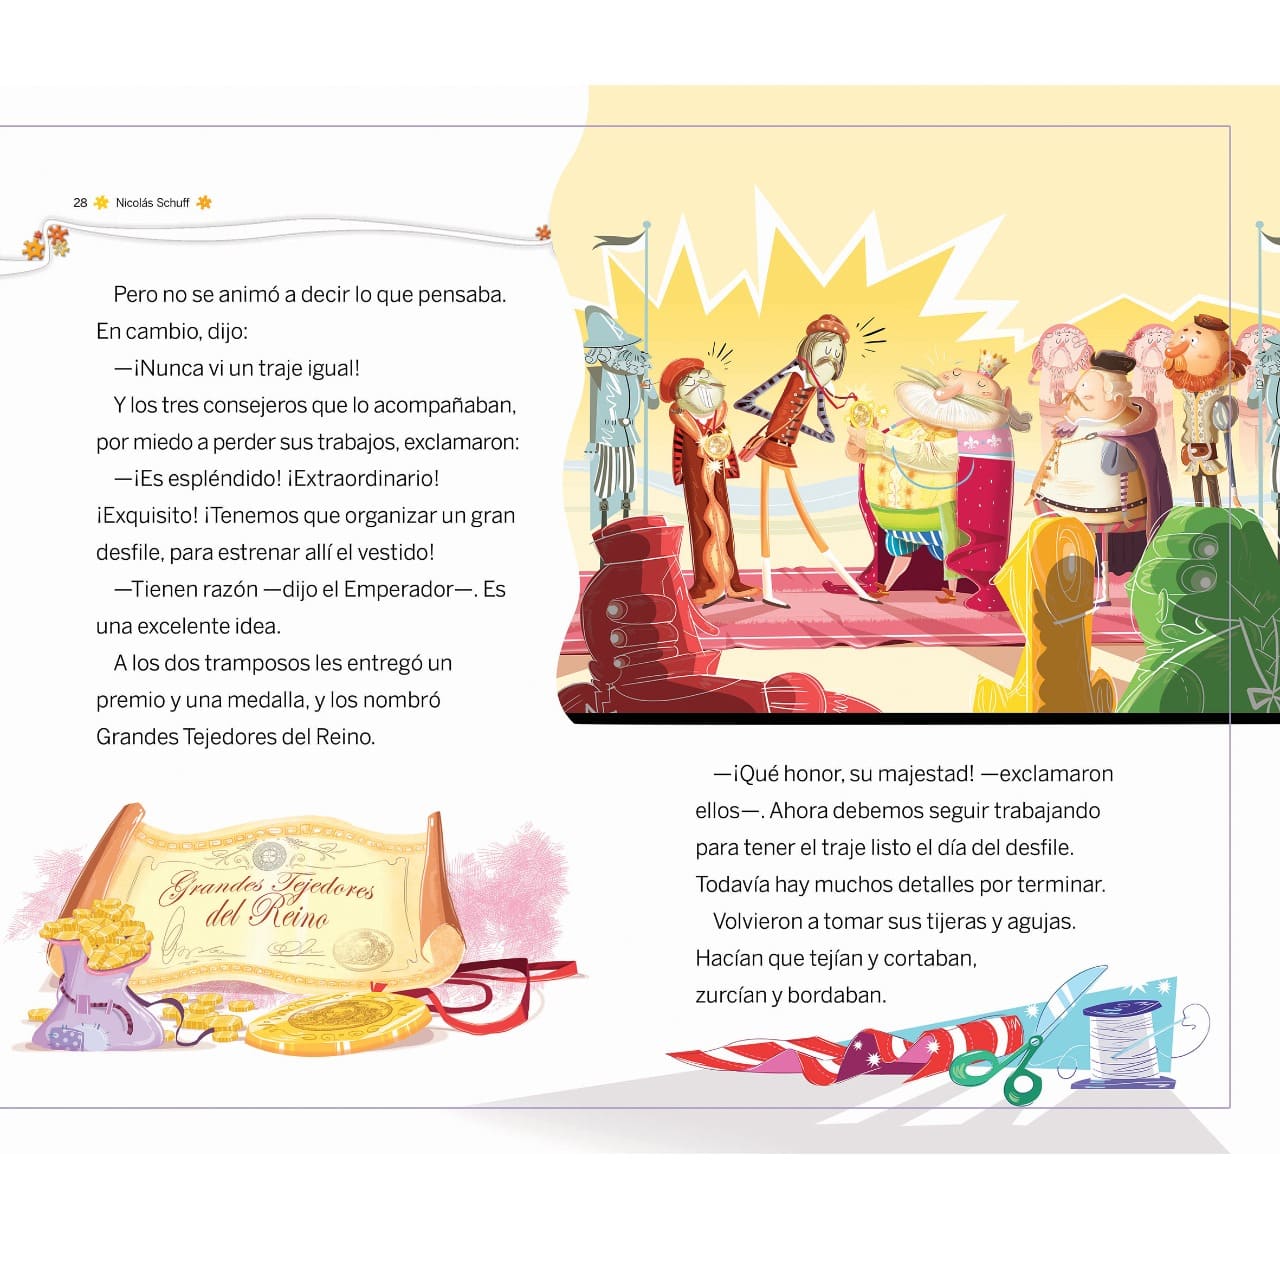 28 Nicolás Schuff
Pero no se animó a decir lo que pensaba.
En cambio, dijo:
—¡Nunca vi un traje igual!
Y los tres consejeros que lo acompañaban,
por miedo a perder sus trabajos, exclamaron:
—¡Es espléndido! ¡Extraordinario!
¡Exquisito! ¡Tenemos que organizar un gran
desfile, para estrenar allí el vestido!
—Tienen razón —dijo el Emperador—. Es
una excelente idea.
A los dos tramposos les entregó un
premio y una medalla, y los nombró
Grandes Tejedores del Reino.
Grandes Tejedores
del Reino
—¡Qué honor, su majestad! —exclamaron
ellos—. Ahora debemos seguir trabajando
para tener el traje listo el día del desfile.
Todavía hay muchos detalles por terminar.
Volvieron a tomar sus tijeras y agujas.
Hacían que tejían y cortaban,
zurcían y bordaban.